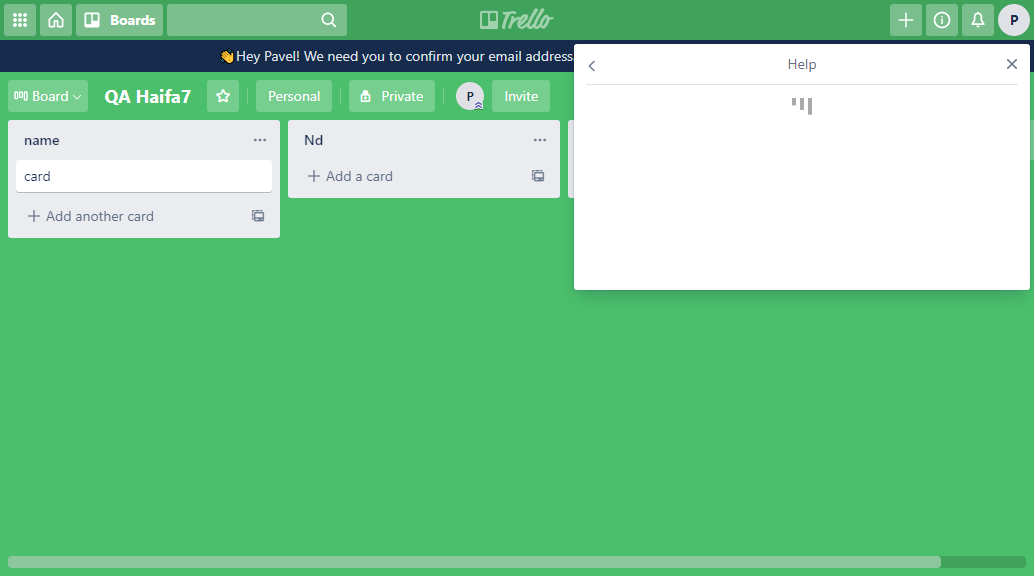 Boards
Trello
P
👋Hey Pavel! We need you to confirm your email address
Help
Board
QA Haifa7
Personal
Private
P
Invite
name
card
Add another card
Nd
Add a card